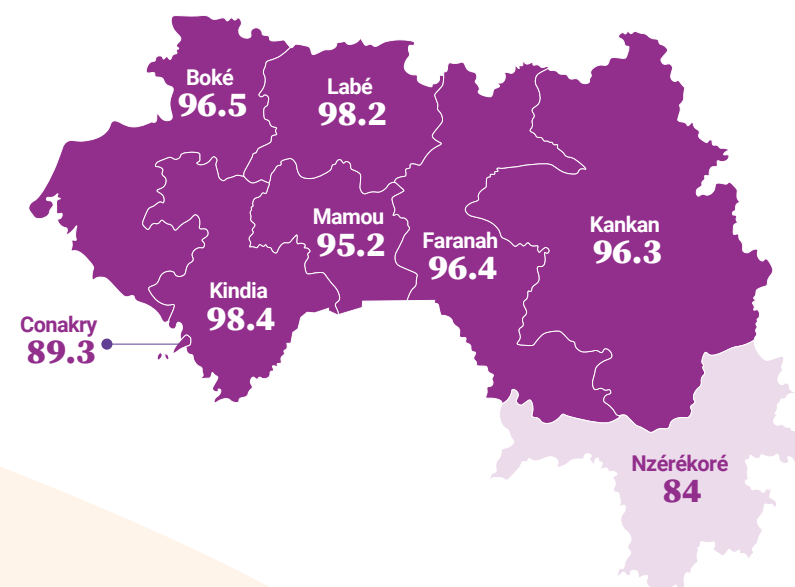 Boké
96.5
Labé
98.2
Mamou
95.2
Faranah
96.4
Kankan
96.3
Kindia
98.4
Conakry
89.3
Nzérékoré
84